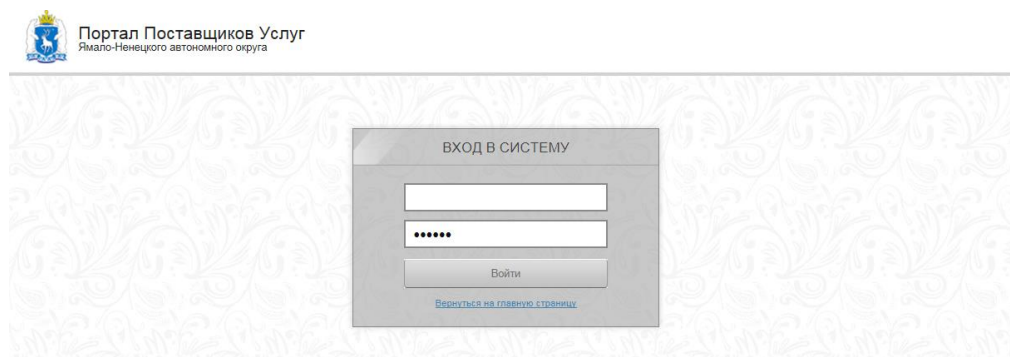 Портал Поставщиков Услуг
Ямало-Ненецкого автономного округа
ВХОД В СИСТЕМУ
••••••
Войти
Вернуться на главную страницу